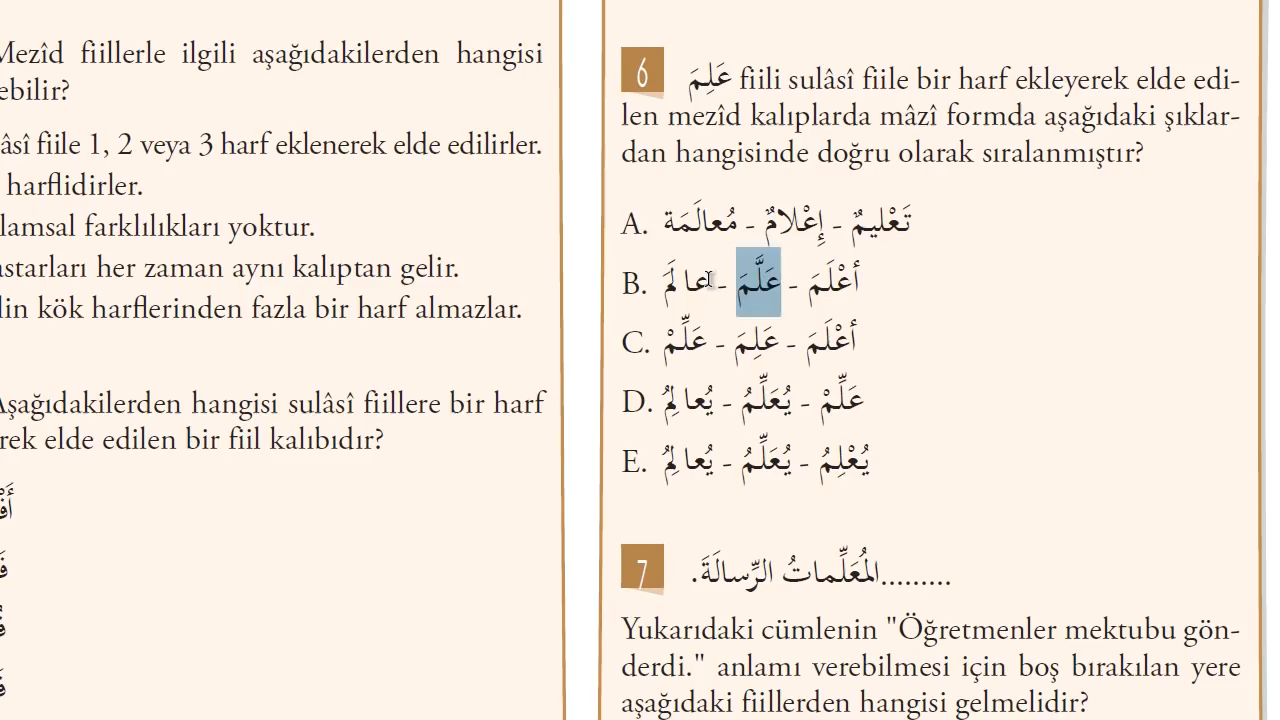 Mezîd fiillerle ilgili aşağıdakilerden hangisi
ebilir?
âsî fiile 1, 2 veya 3 harf eklenerek elde edilirler.
harflidirler.
lamsal farklılıkları yoktur.
astarları her zaman aynı kalıptan gelir.
lin kök harflerinden fazla bir harf almazlar.
Aşağıdakilerden hangisi sulâsî fiillere bir harf
rek elde edilen bir fiil kalıbıdır?
6
عَلِمَ fiili sulâsî fiile bir harf ekleyerek elde edi-
len mezîd kalıplarda mâzî formda aşağıdaki şıklar-
dan hangisinde doğru olarak sıralanmıştır?
A. تَعْليمٌ - إِعْلامٌ - مُعالَمَة
B. أعْلَمَ - عَلَّمَ - عالَمَ
C. أعْلَمَ - عَلِمَ - عَلِّمْ
D. عَلِّمْ - يُعَلِّمُ - يُعالِمُ
E. يُعْلِمُ - يُعَلِّمُ - يُعالِمُ
7
.........المُعَلِّماتُ الرِّسالَةَ.
Yukarıdaki cümlenin "Öğretmenler mektubu gön-
derdi." anlamı verebilmesi için boş bırakılan yere
aşağıdaki fiillerden hangisi gelmelidir?